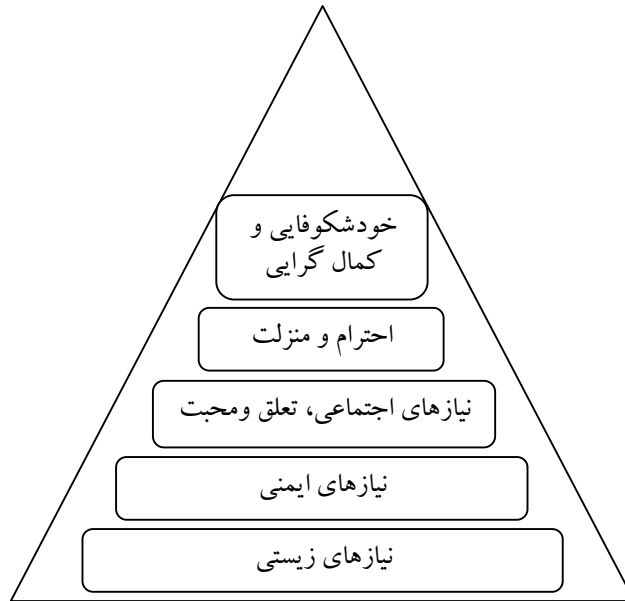 خودشکوفایی و
کمال گرایی
احترام و منزلت
نیازهای اجتماعی، تعلق ومحبت
نیازهای ایمنی
نیازهای زیستی